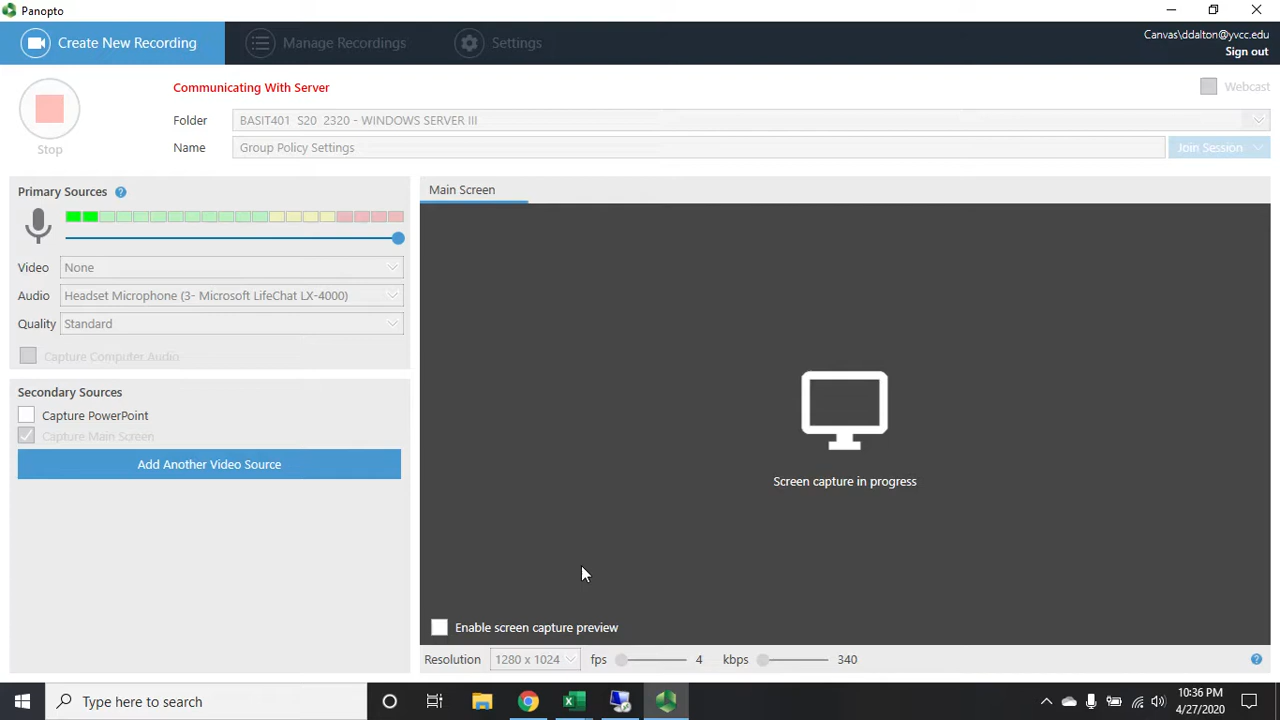 Panopto
Create New Recording
Manage Recordings
Settings
Canvas\ddalton@yvcc.edu
Sign out
Communicating With Server
Webcast
Folder
BASIT401 S20 2320 - WINDOWS SERVER III
Stop
Name
Group Policy Settings
Join Session
Primary Sources ?
Main Screen
Video
None
Audio
Headset Microphone (3- Microsoft LifeChat LX-4000)
Quality
Standard
Capture Computer Audio
Secondary Sources
Capture PowerPoint
Capture Main Screen
Add Another Video Source
Screen capture in progress
Enable screen capture preview
Resolution 1280 x 1024 fps 4 kbps 340 ?
Type here to search
10:36 PM
4/27/2020